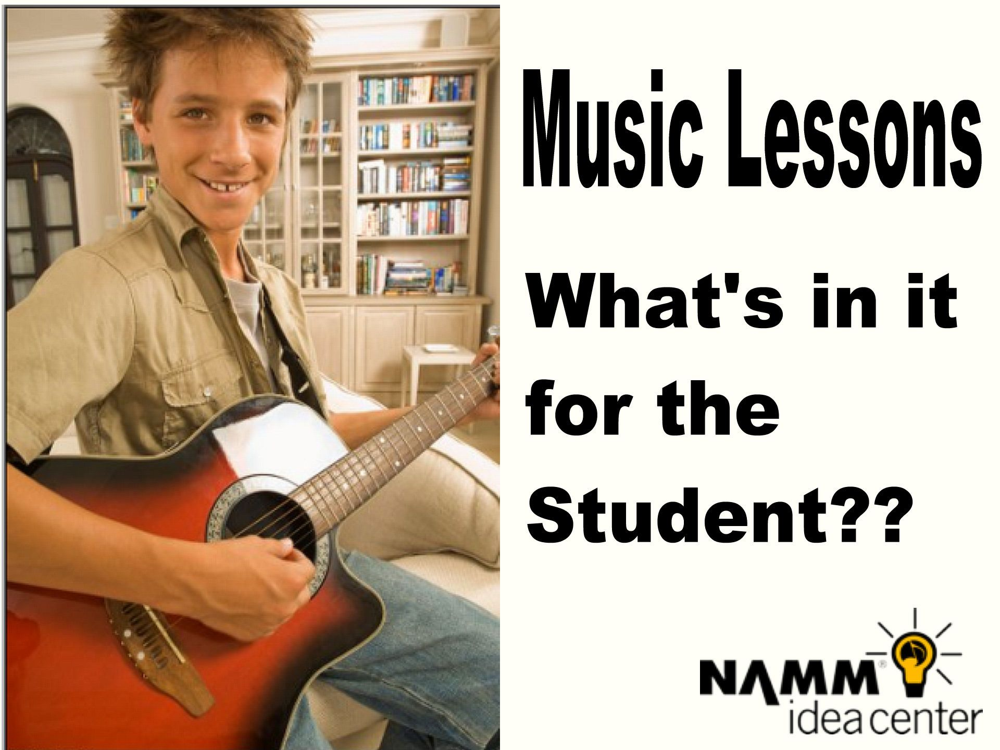 Music Lessons
What's in it
for the
Student??
NAMM®
idea center